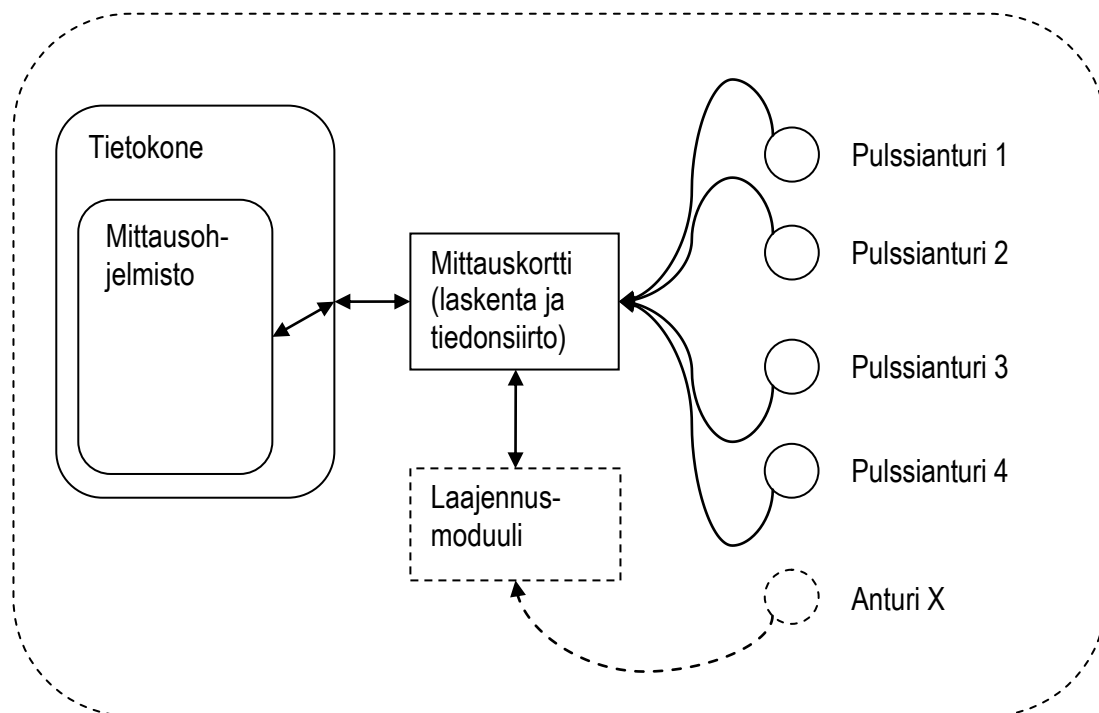 Tietokone
Mittausoh-
jelmisto
Mittauskortti
(laskenta ja
tiedonsiirto)
Laajennus-
moduuli
Pulssianturi 1
Pulssianturi 2
Pulssianturi 3
Pulssianturi 4
Anturi X